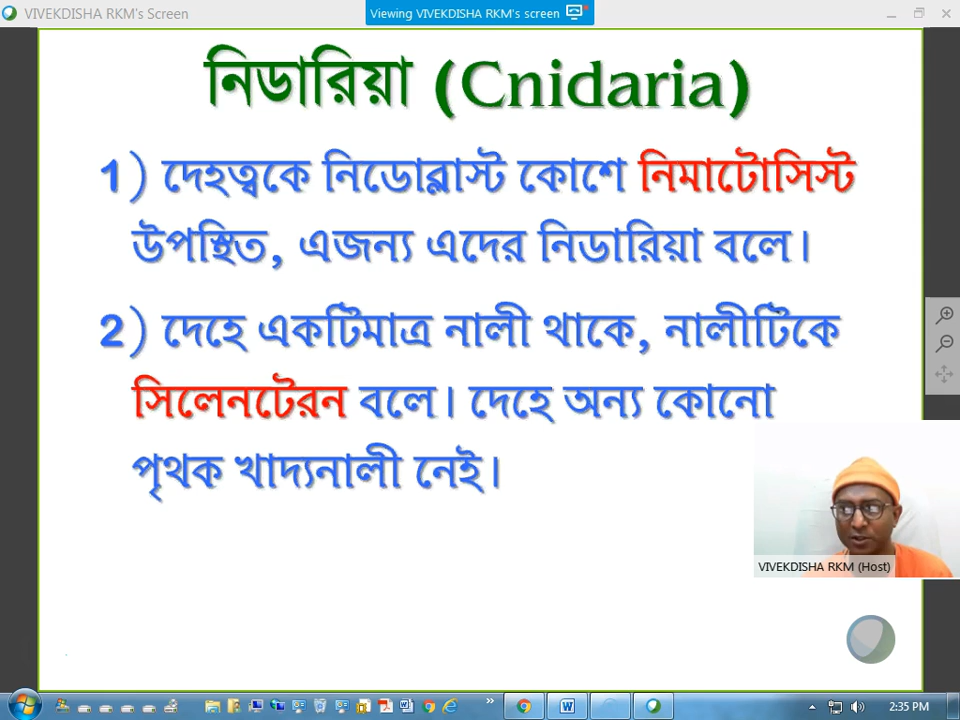 VIVEKDISHA RKM's Screen
Viewing VIVEKDISHA RKM's screen
নিডারিয়া (Cnidaria)
1) দেহত্বকে নিডোব্লাস্ট কোশে নিমাটোসিস্ট
উপস্থিত, এজন্য এদের নিডারিয়া বলে।
2) দেহে একটিমাত্র নালী থাকে, নালীটিকে
সিলেনটেরন বলে। দেহে অন্য কোনো
পৃথক খাদ্যনালী নেই।
VIVEKDISHA RKM (Host)
2:35 PM